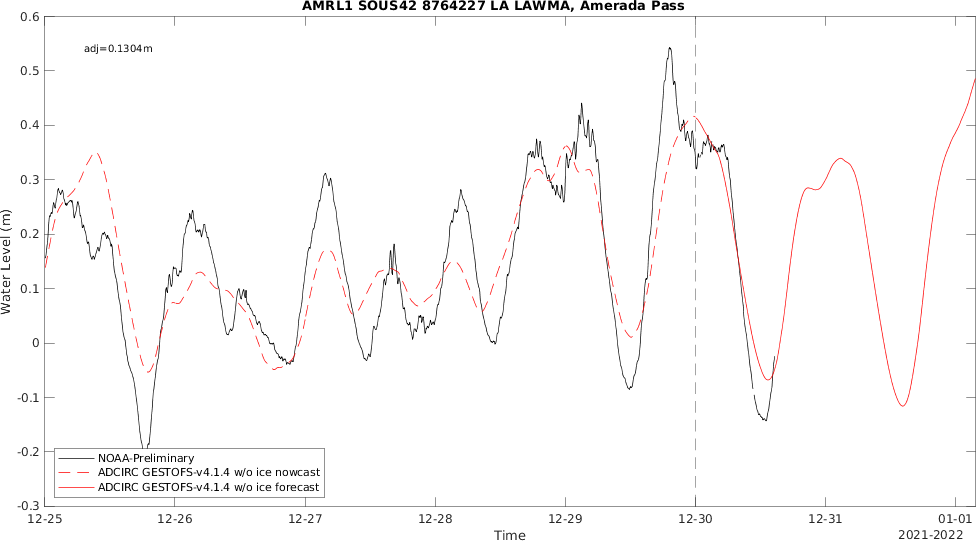 AMRL1 SOUS42 8764227 LA LAWMA, Amerada Pass
adj=0.1304m
0.6
0.5
0.4
0.3
0.2
0.1
0
-0.1
-0.2
-0.3
Water Level (m)
NOAA-Preliminary
ADCIRC GESTOFS-v4.1.4 w/o ice nowcast
ADCIRC GESTOFS-v4.1.4 w/o ice forecast
12-25 12-26 12-27 12-28 12-29 12-30 12-31 01-01
Time
2021-2022